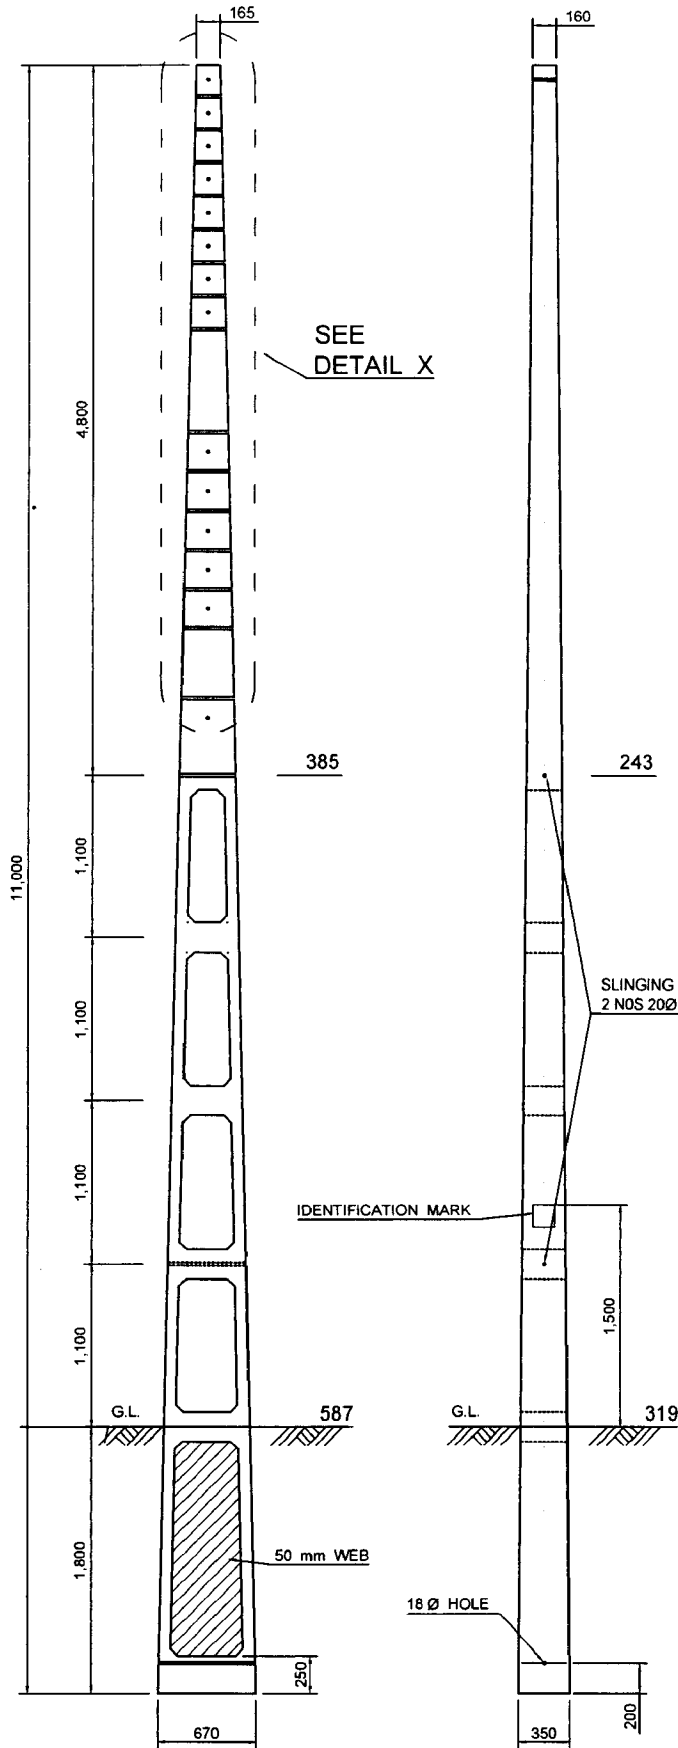 165
160
SEE
DETAIL X
4,800
11,000
385
243
1,100
SLINGING
2 N0S 20Ø
1,100
IDENTIFICATION MARK
1,100
1,500
1,100
G.L.
587
G.L.
319
50 mm WEB
1,800
18 Ø HOLE
250
200
670
350